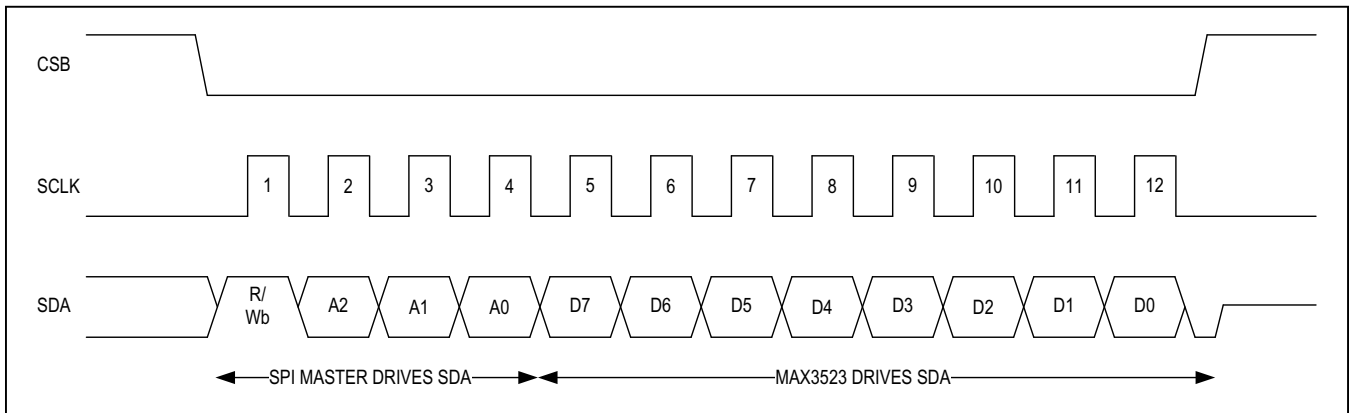 CSB
SCLK
1 2 3 4 5 6 7 8 9 10 11 12
SDA
R/
Wb
A2 A1 A0 D7 D6 D5 D4 D3 D2 D1 D0
SPI MASTER DRIVES SDA
MAX3523 DRIVES SDA